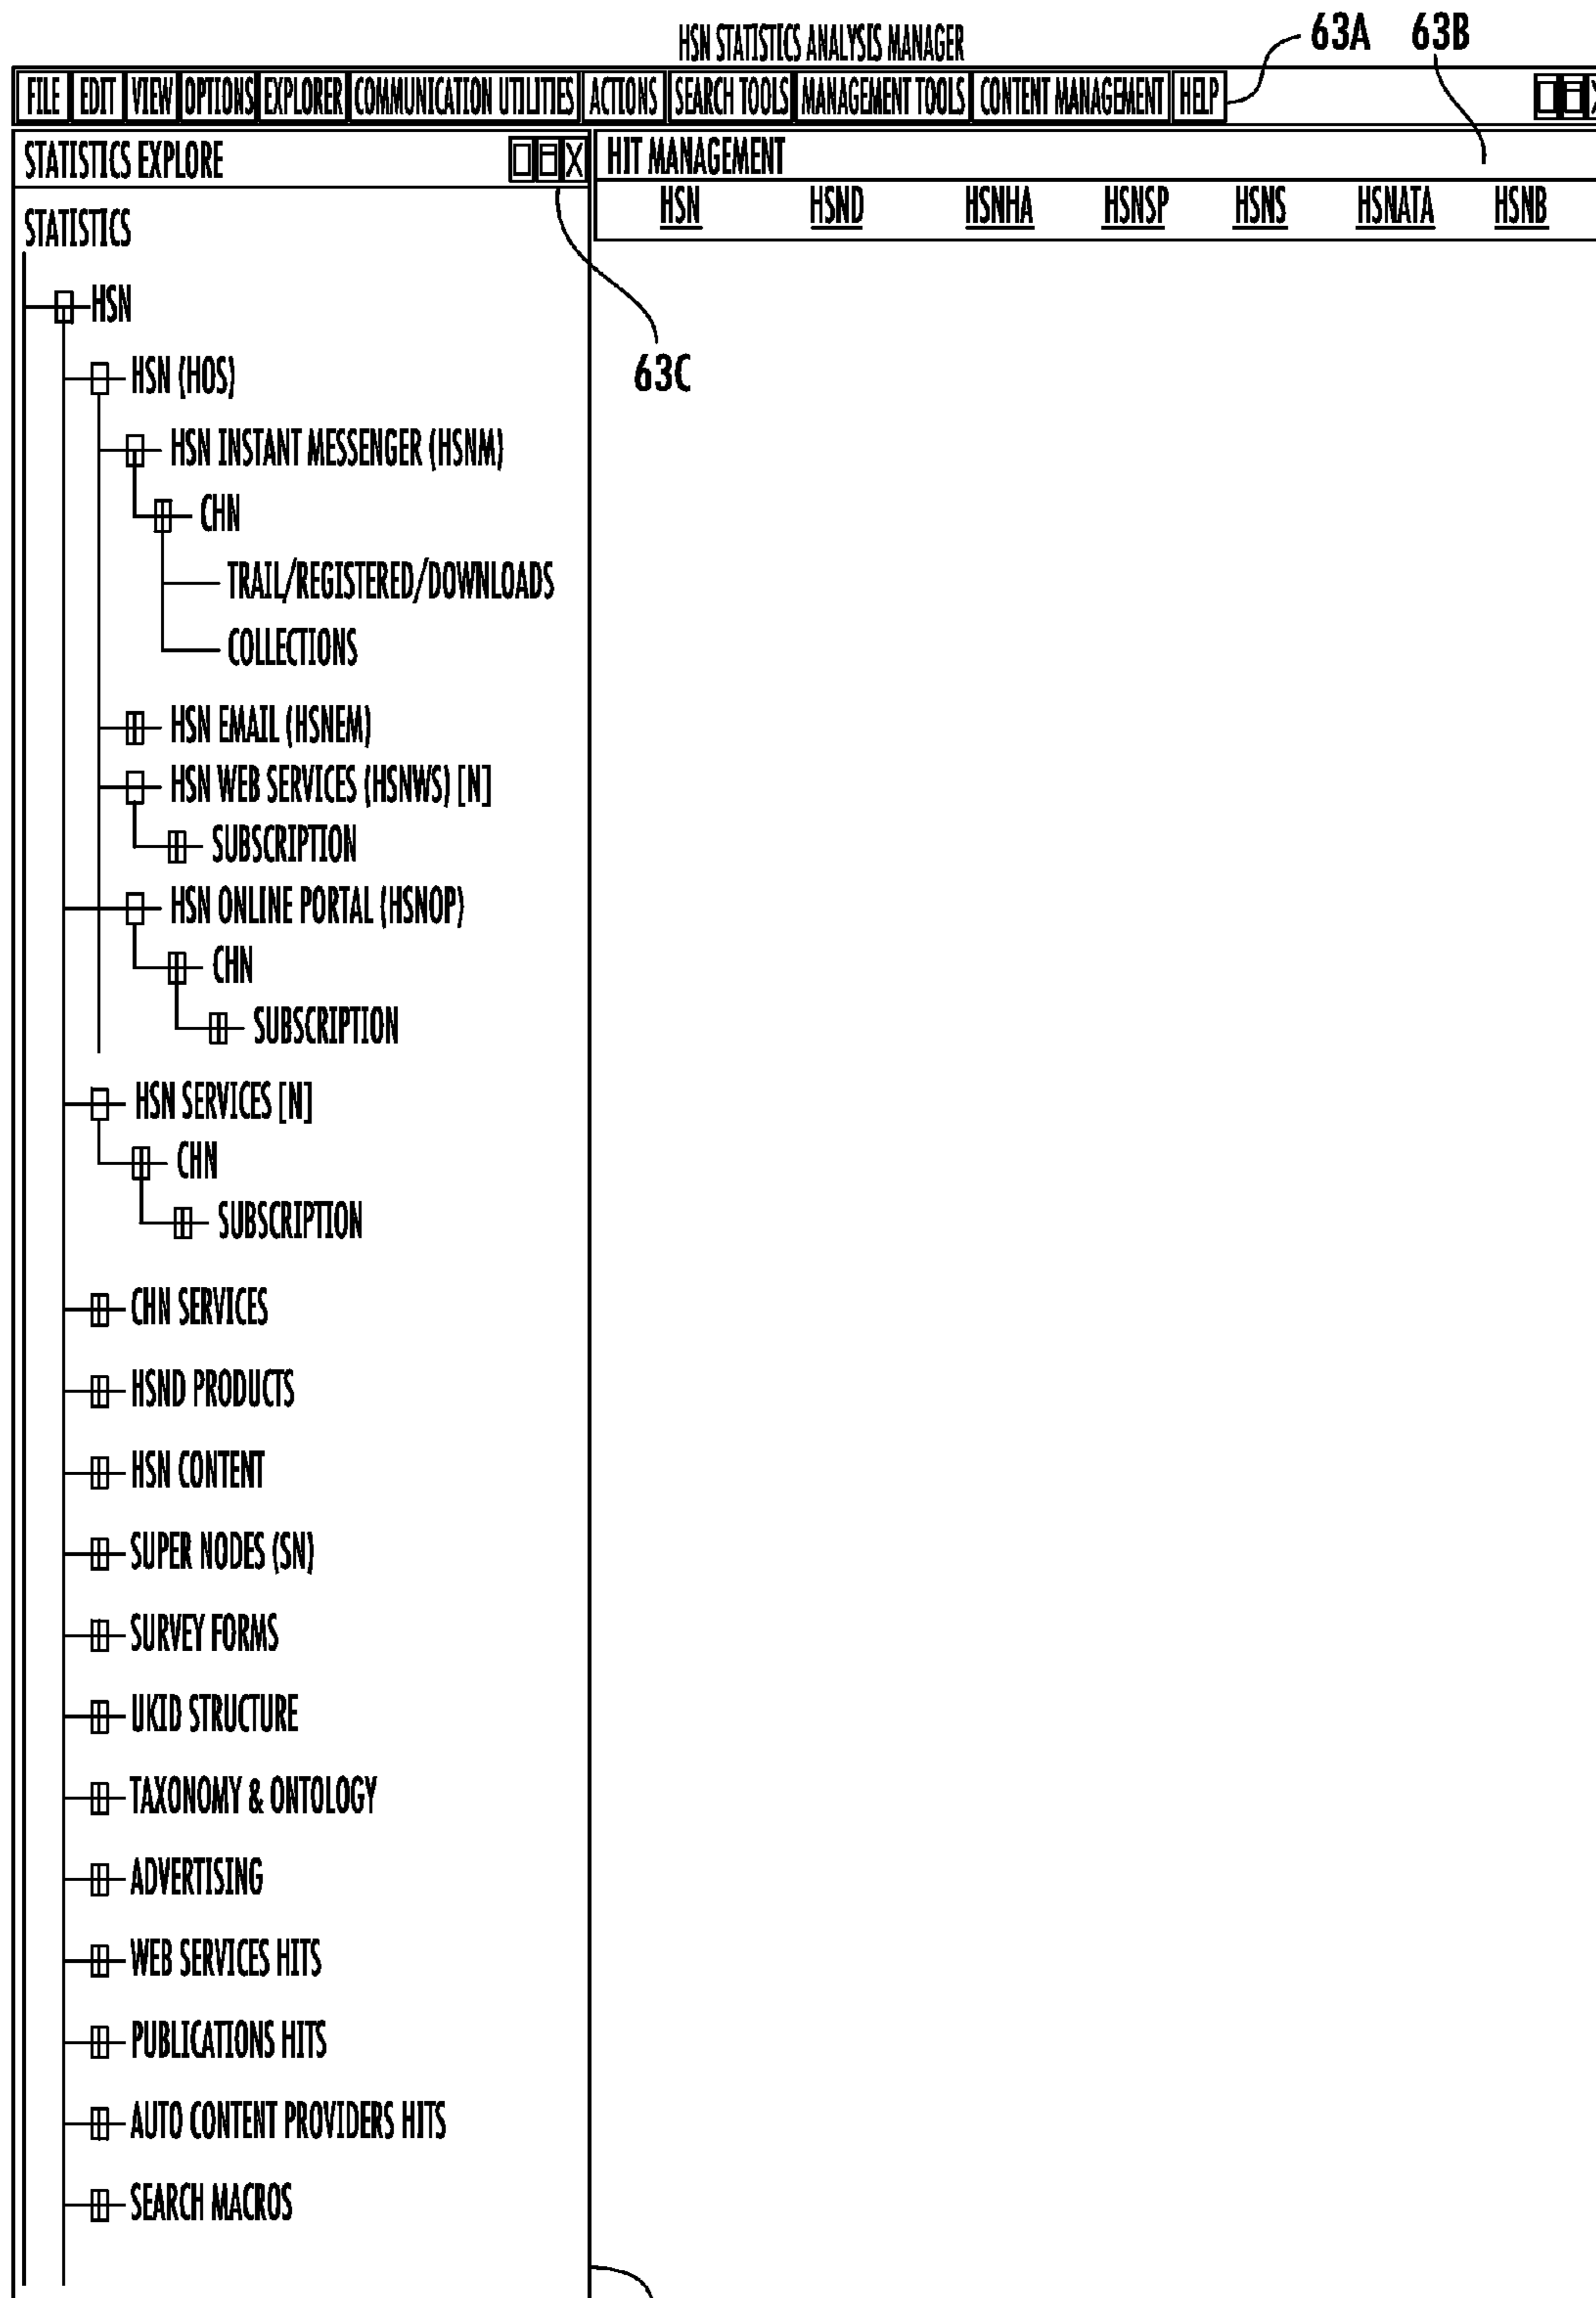 HSN STATISTICS ANALYSIS MANAGER
63A 63B
FILE EDIT VIEW OPTIONS EXPLORER COMMUNICATION UTILITIES ACTIONS SEARCH TOOLS MANAGEMENT TOOLS CONTENT MANAGEMENT HELP
STATISTICS EXPLORE
HIT MANAGEMENT
HSN HSND HSNHA HSNSP HSNS HSNATA HSNB
63C
STATISTICS
HSN
HSN (HOS)
HSN INSTANT MESSENGER (HSNM)
CHN
TRAIL/REGISTERED/DOWNLOADS
COLLECTIONS
HSN EMAIL (HSNEM)
HSN WEB SERVICES (HSNWS) [N]
SUBSCRIPTION
HSN ONLINE PORTAL (HSNOP)
CHN
SUBSCRIPTION
HSN SERVICES [N]
CHN
SUBSCRIPTION
CHN SERVICES
HSND PRODUCTS
HSN CONTENT
SUPER NODES (SN)
SURVEY FORMS
UKID STRUCTURE
TAXONOMY & ONTOLOGY
ADVERTISING
WEB SERVICES HITS
PUBLICATIONS HITS
AUTO CONTENT PROVIDERS HITS
SEARCH MACROS